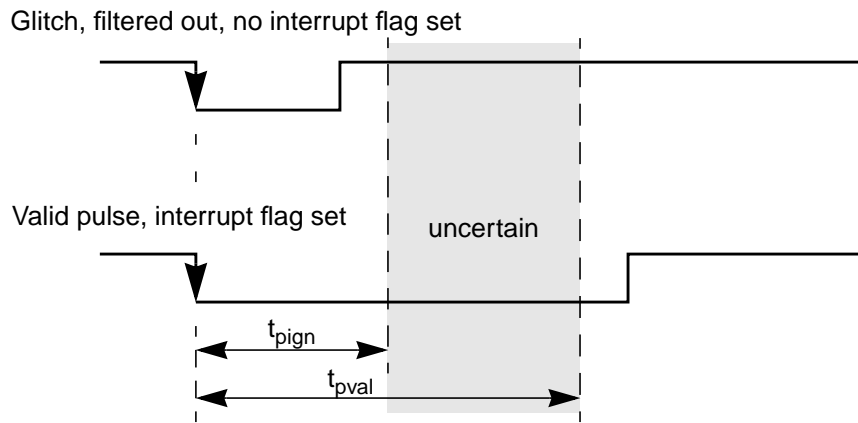 Glitch, filtered out, no interrupt flag set
Valid pulse, interrupt flag set
uncertain
tpign
tpval